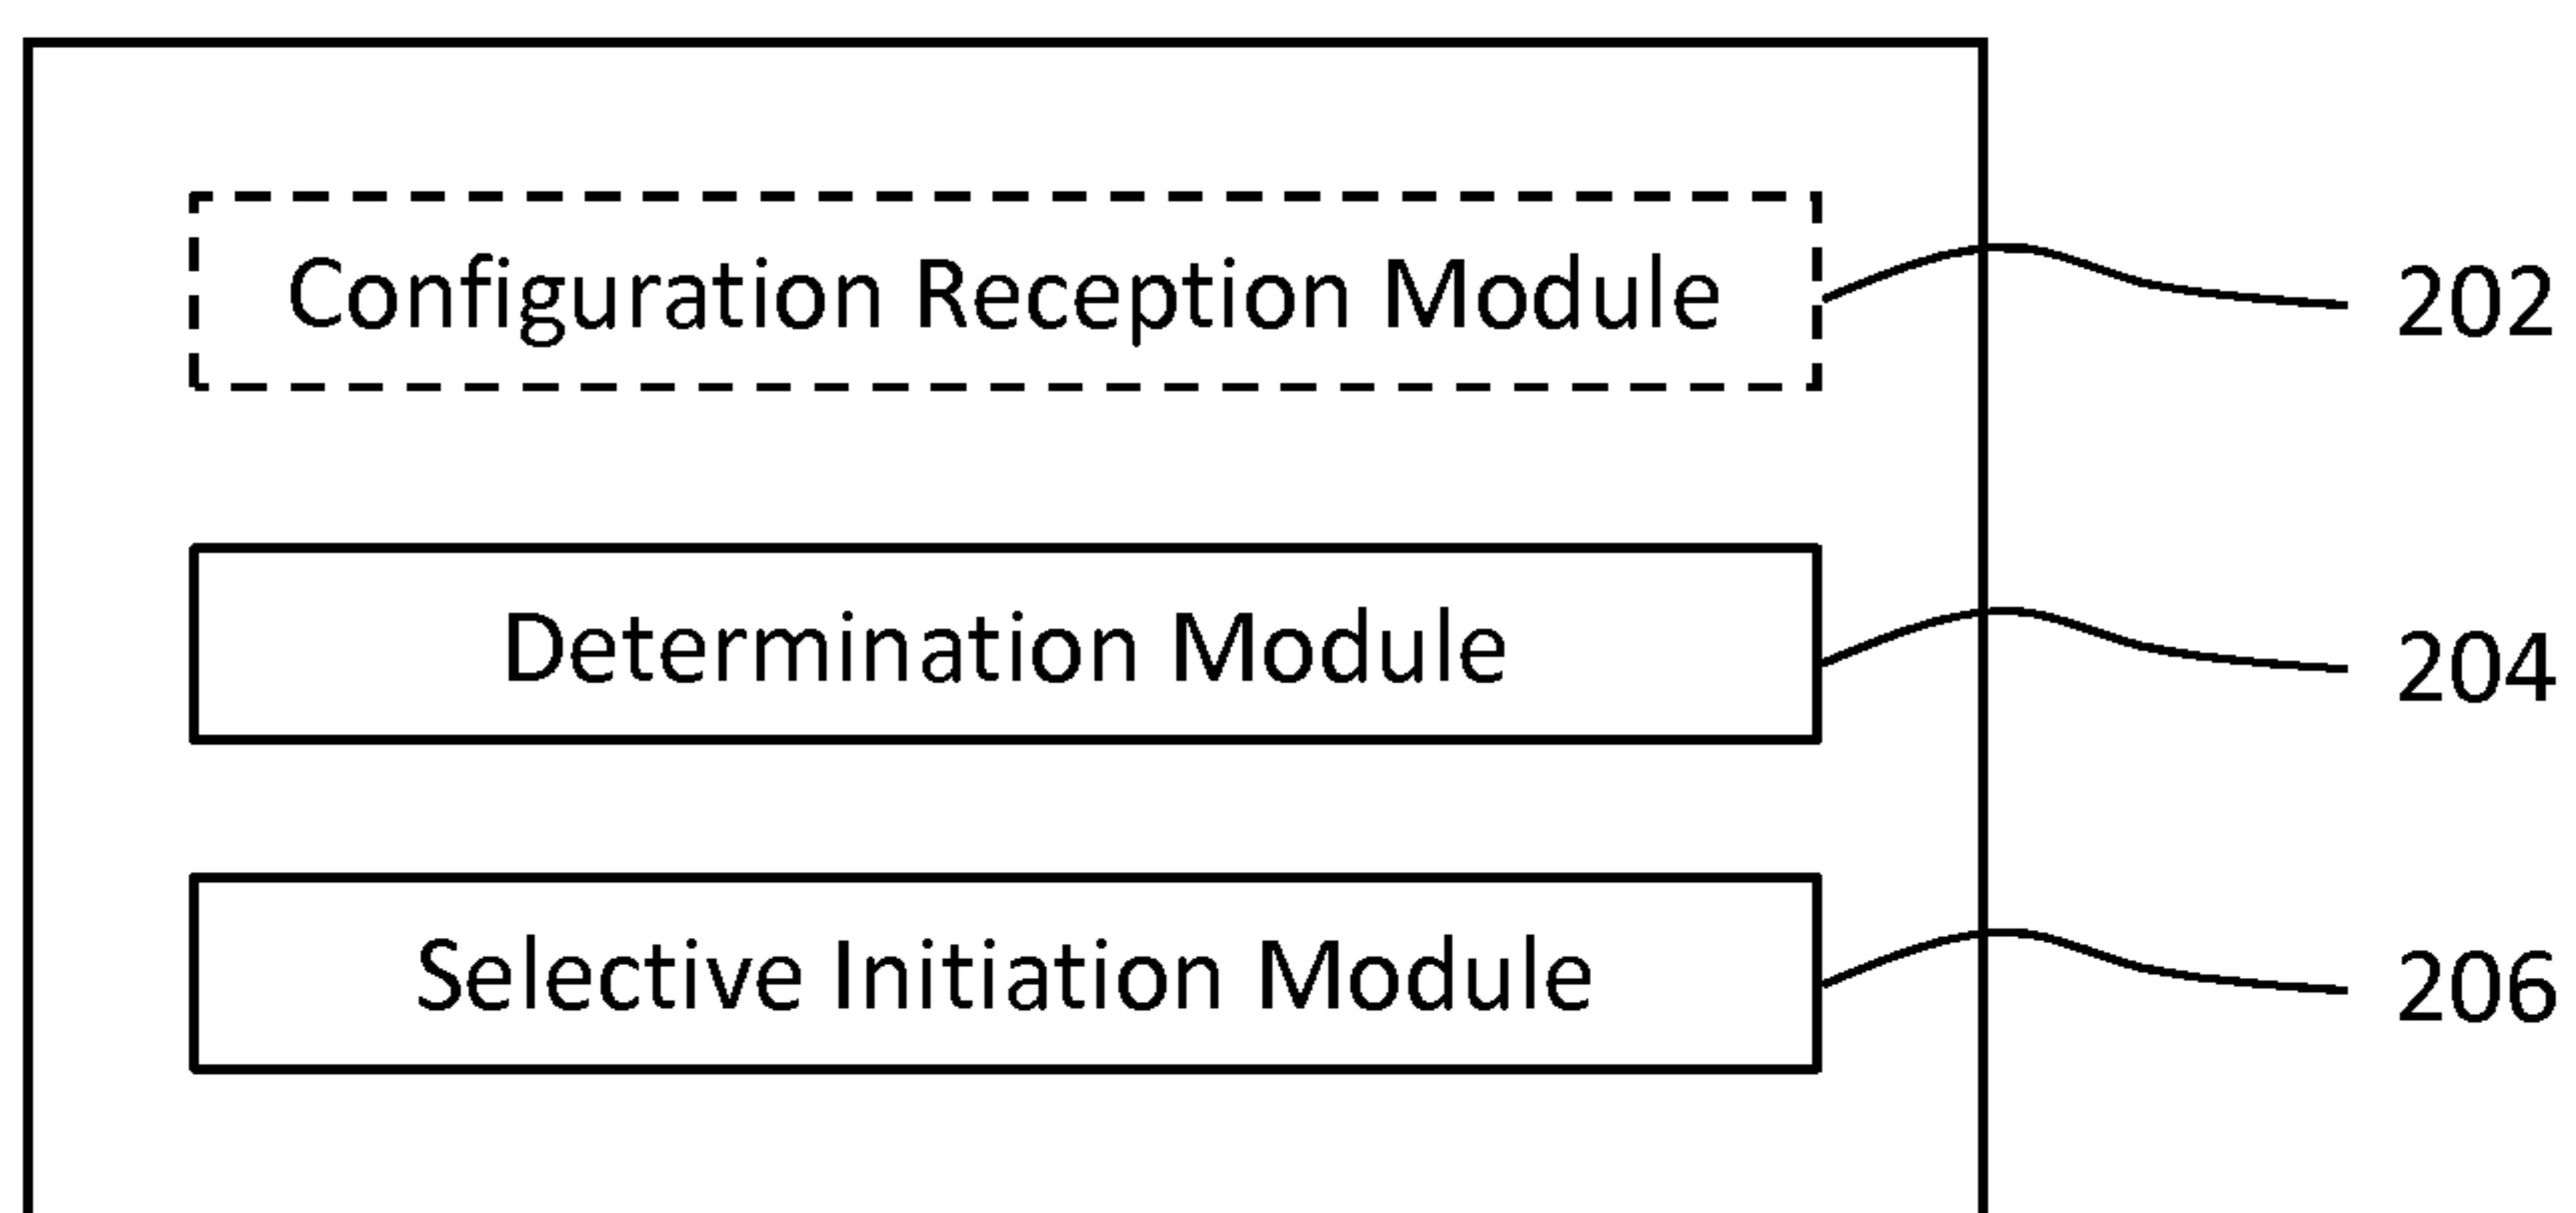 Configuration Reception Module
202
Determination Module
204
Selective Initiation Module
206